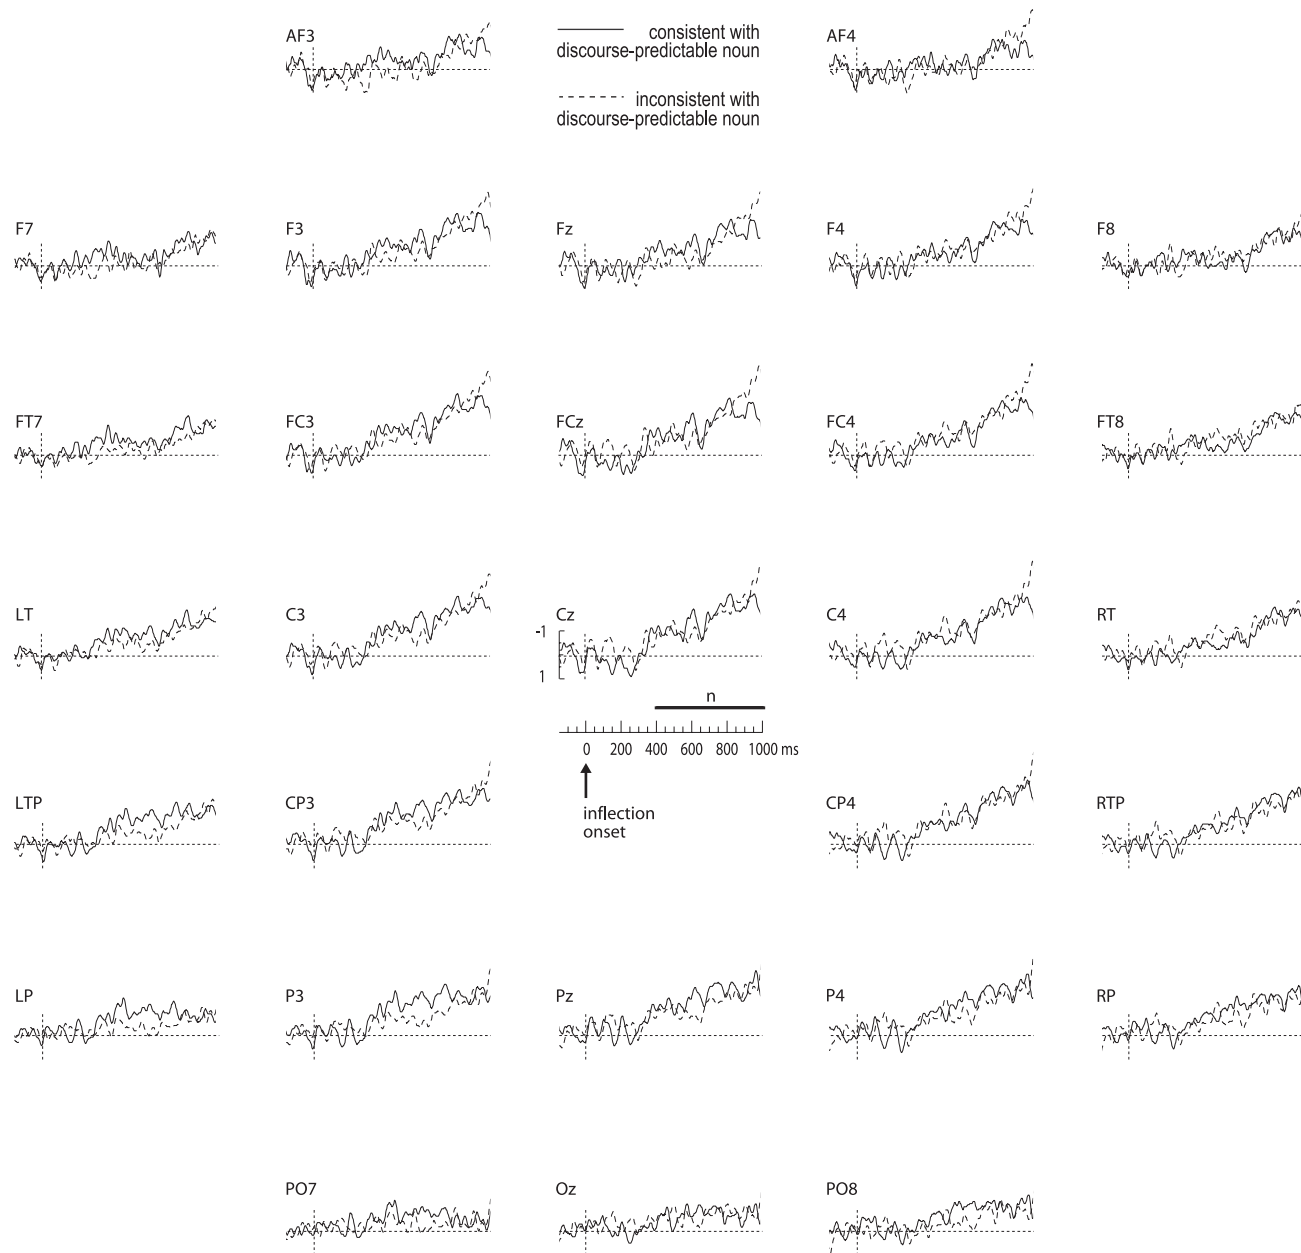 AF3
consistent with
discourse-predictable noun
AF4
inconsistent with
discourse-predictable noun
F7
F3
Fz
F4
F8
FT7
FC3
FCz
FC4
FT8
LT
C3
Cz
C4
RT
-1
1
n
0 200 400 600 800 1000 ms
inflection
onset
LTP
CP3
CP4
RTP
LP
P3
Pz
P4
RP
PO7
Oz
PO8